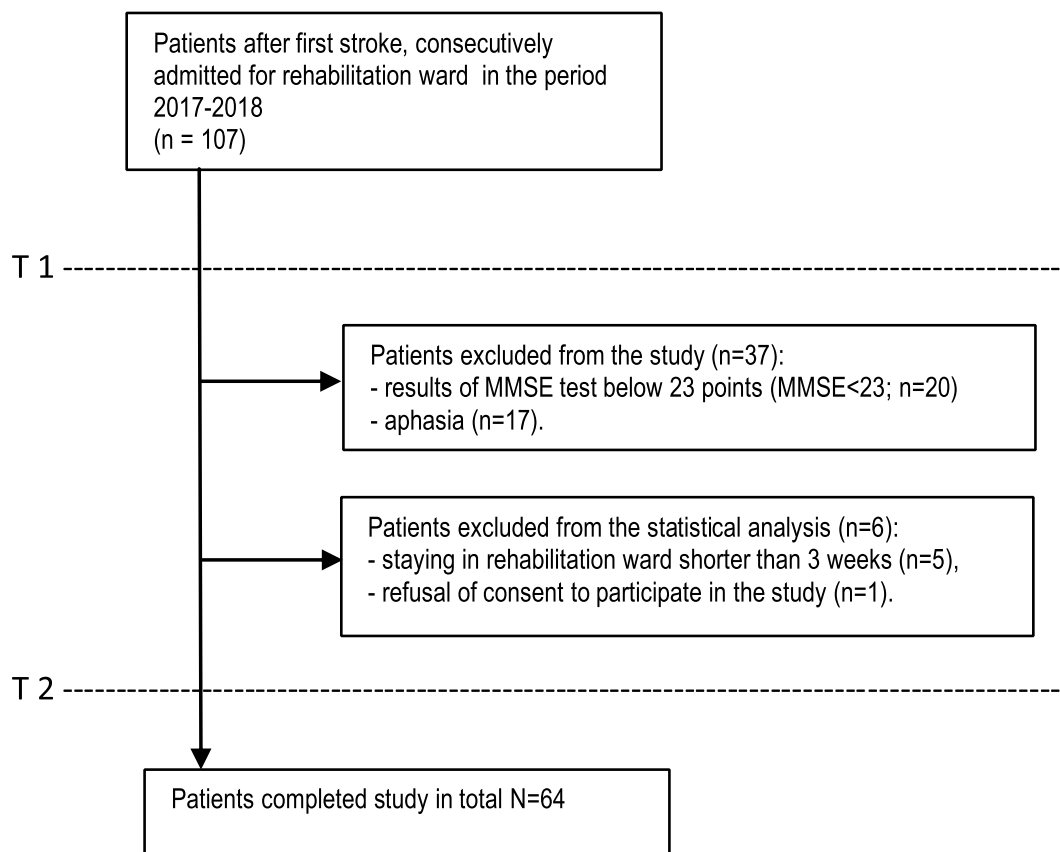 Patients after first stroke, consecutively
admitted for rehabilitation ward in the period
2017-2018
(n = 107)
T 1
Patients excluded from the study (n=37):
- results of MMSE test below 23 points (MMSE<23; n=20)
- aphasia (n=17).
Patients excluded from the statistical analysis (n=6):
- staying in rehabilitation ward shorter than 3 weeks (n=5),
- refusal of consent to participate in the study (n=1).
T 2
Patients completed study in total N=64